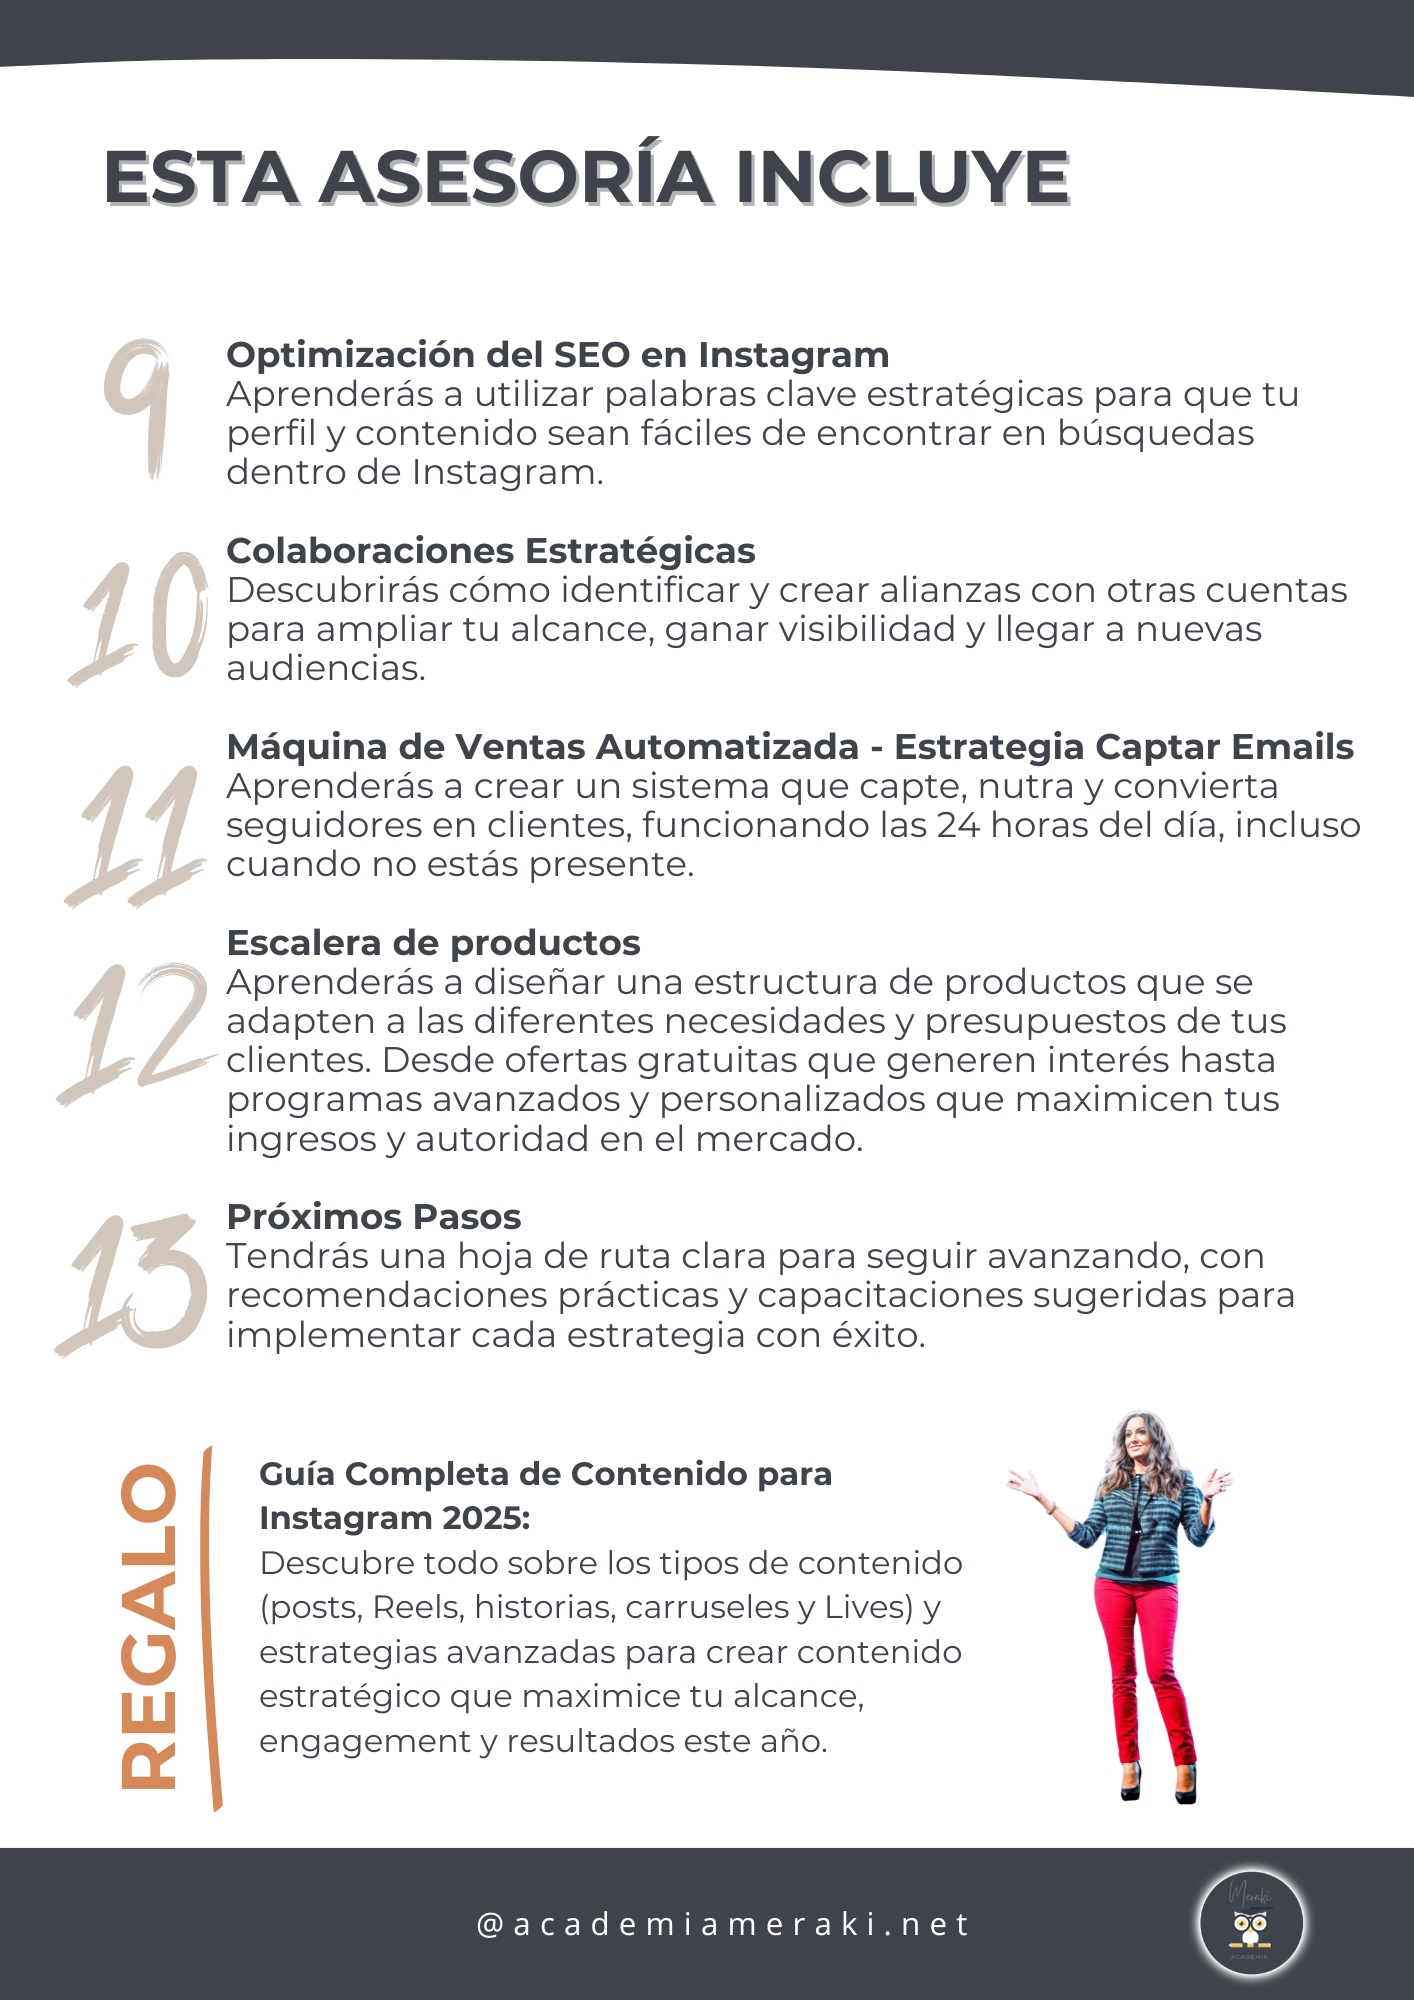 ESTA ASESORÍA INCLUYE
9
Optimización del SEO en Instagram
Aprenderás a utilizar palabras clave estratégicas para que tu
perfil y contenido sean fáciles de encontrar en búsquedas
dentro de Instagram.
10
Colaboraciones Estratégicas
Descubrirás cómo identificar y crear alianzas con otras cuentas
para ampliar tu alcance, ganar visibilidad y llegar a nuevas
audiencias.
11
Máquina de Ventas Automatizada - Estrategia Captar Emails
Aprenderás a crear un sistema que capte, nutra y convierta
seguidores en clientes, funcionando las 24 horas del día, incluso
cuando no estás presente.
12
Escalera de productos
Aprenderás a diseñar una estructura de productos que se
adapten a las diferentes necesidades y presupuestos de tus
clientes. Desde ofertas gratuitas que generen interés hasta
programas avanzados y personalizados que maximicen tus
ingresos y autoridad en el mercado.
13
Próximos Pasos
Tendrás una hoja de ruta clara para seguir avanzando, con
recomendaciones prácticas y capacitaciones sugeridas para
implementar cada estrategia con éxito.
REGALO
Guía Completa de Contenido para
Instagram 2025:
Descubre todo sobre los tipos de contenido
(posts, Reels, historias, carruseles y Lives) y
estrategias avanzadas para crear contenido
estratégico que maximice tu alcance,
engagement y resultados este año.
@academiameraki.net
Meraki
ACADEMIA